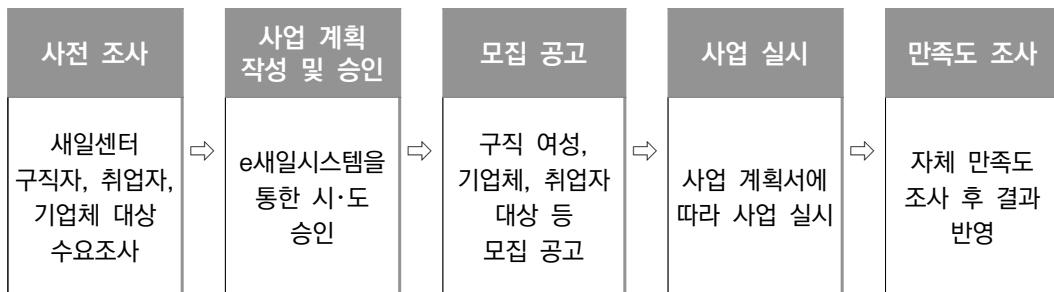 사전 조사
새일센터
구직자, 취업자,
기업체 대상
수요조사
⇨
사업 계획
작성 및 승인
e새일시스템을
통한 시·도
승인
⇨
모집 공고
구직 여성,
기업체, 취업자
대상 등
모집 공고
⇨
사업 실시
사업 계획서에
따라 사업 실시
⇨
만족도 조사
자체 만족도
조사 후 결과
반영